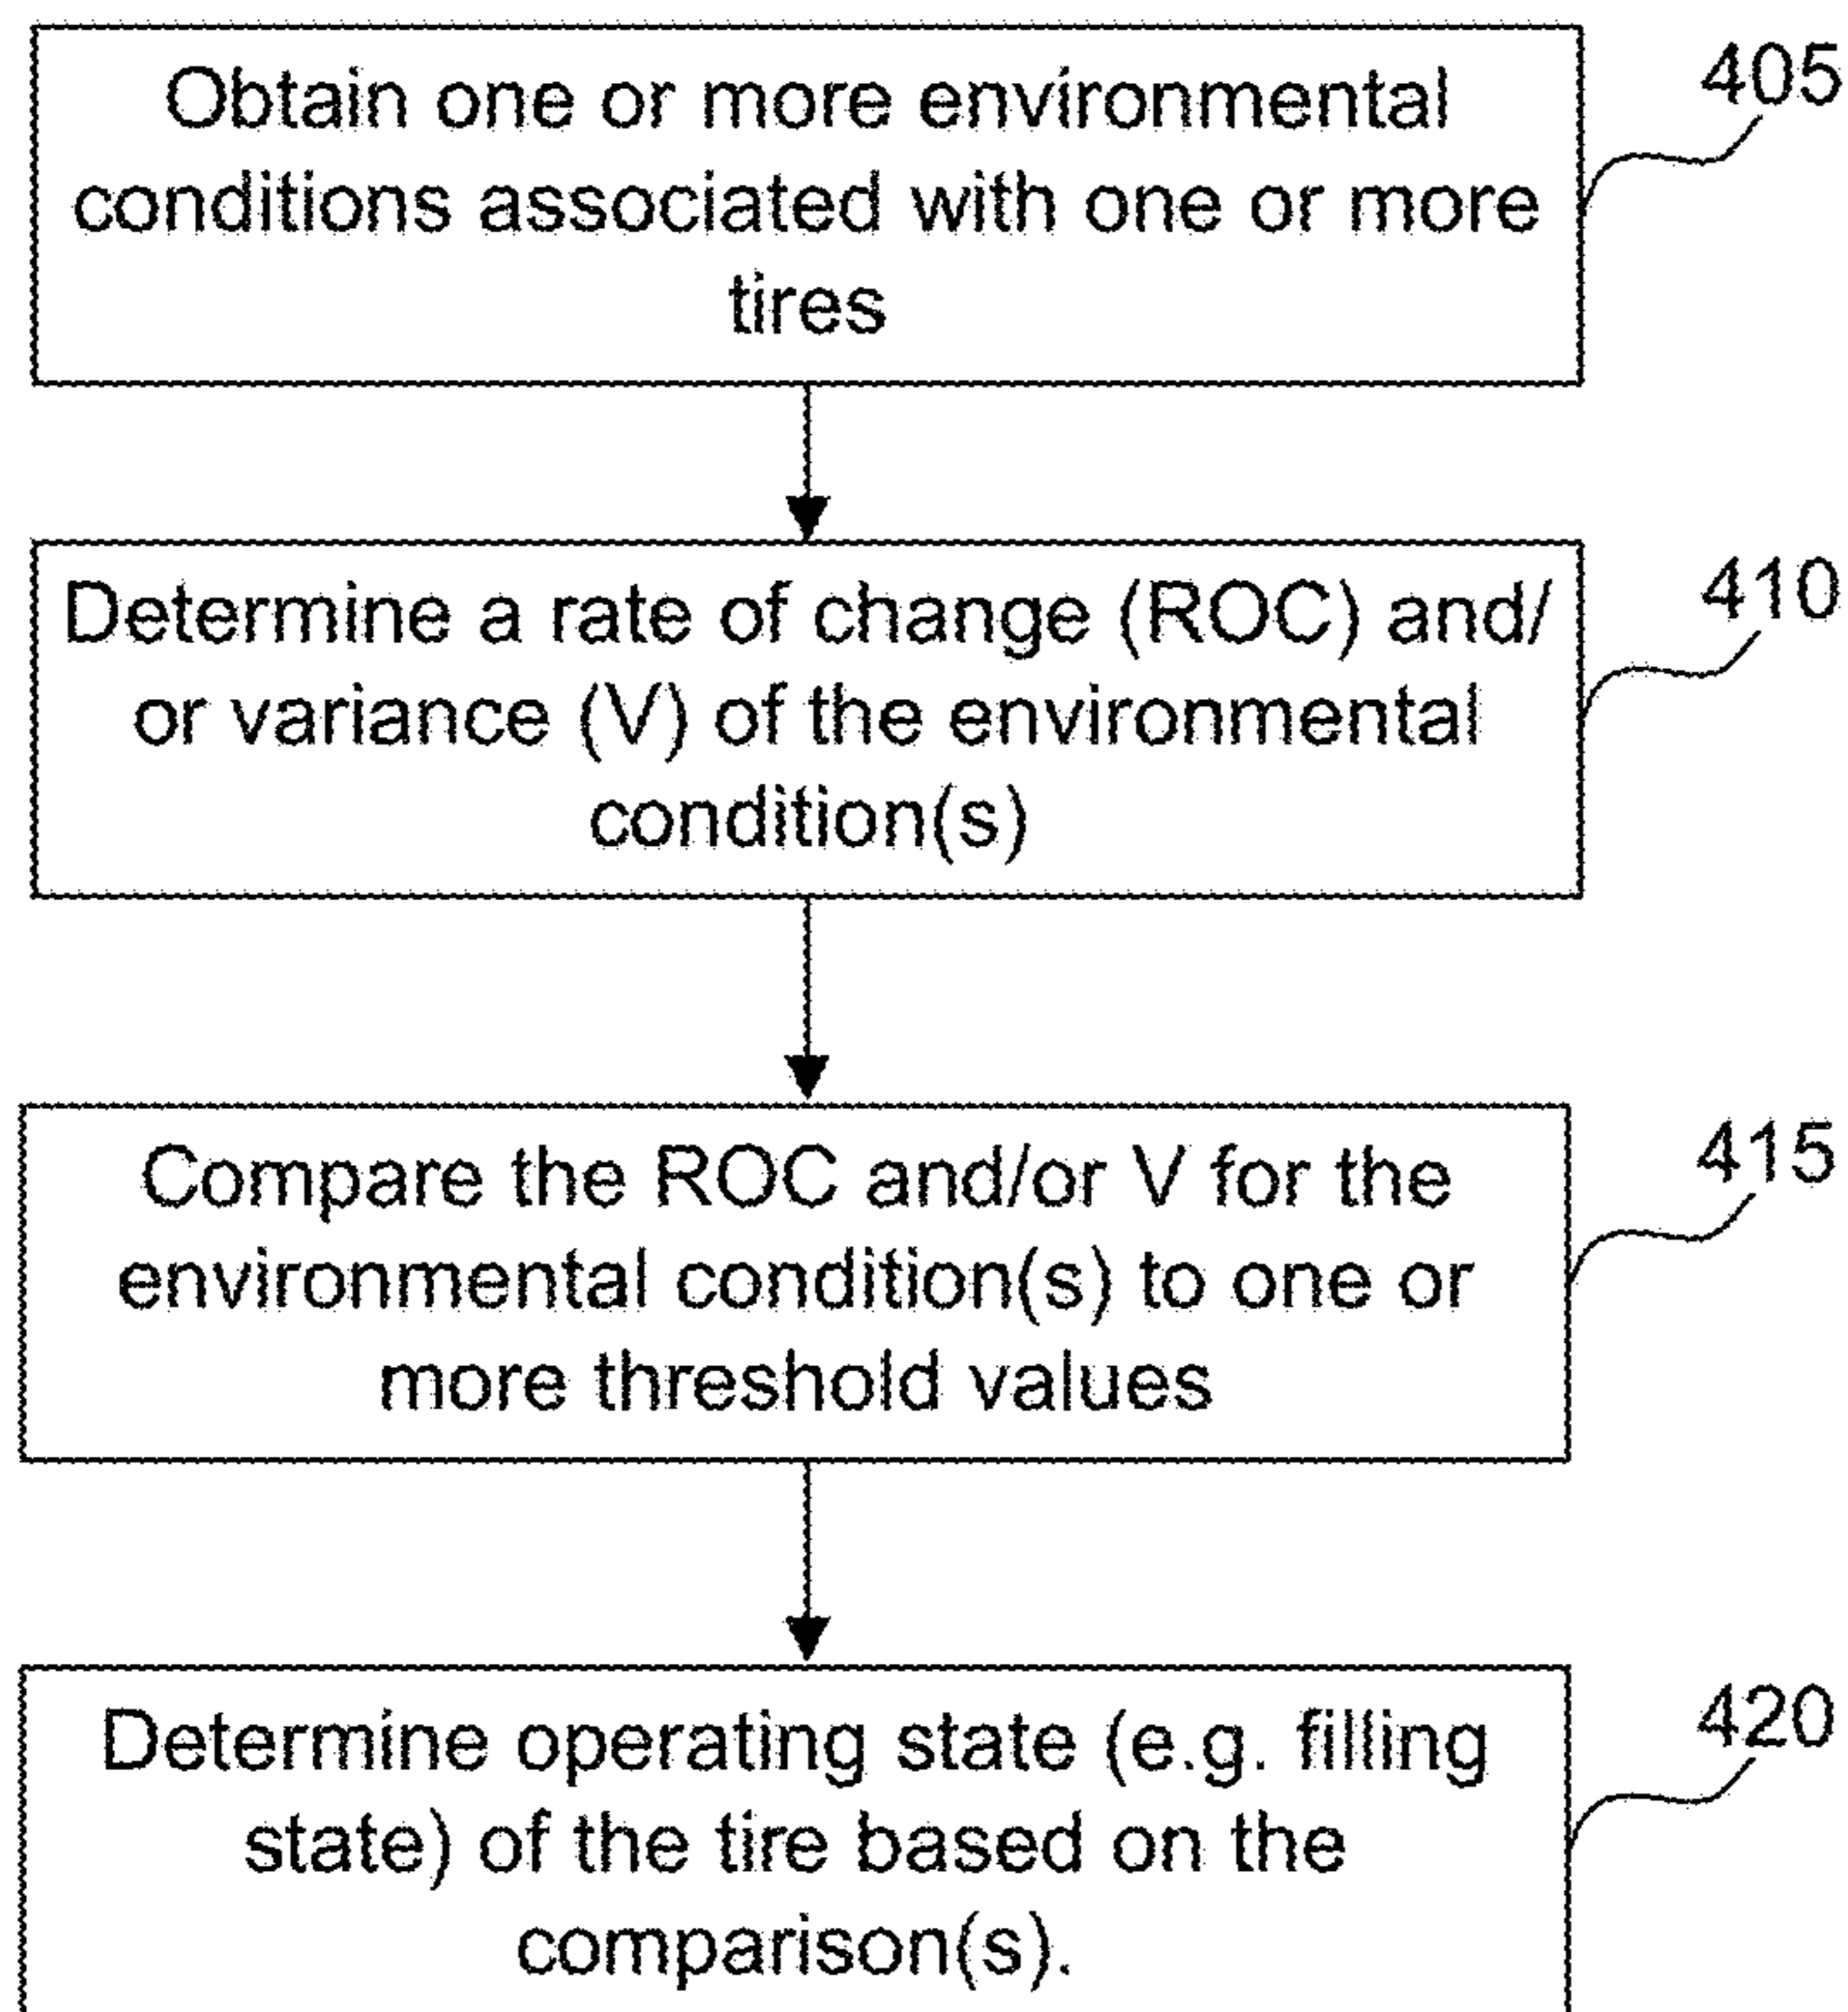 Obtain one or more environmental
conditions associated with one or more
tires
405
Determine a rate of change (ROC) and/
or variance (V) of the environmental
condition(s)
410
Compare the ROC and/or V for the
environmental condition(s) to one or
more threshold values
415
Determine operating state (e.g. filling
state) of the tire based on the
comparison(s).
420